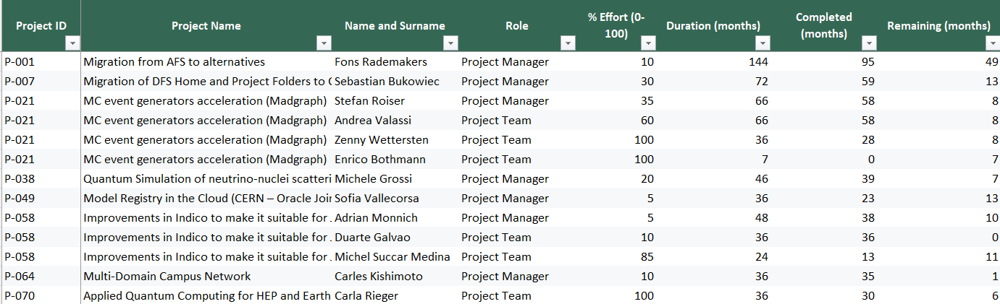 Project ID Project Name Name and Surname Role % Effort (0-100) Duration (months) Completed (months) Remaining (months)
P-001 Migration from AFS to alternatives Fons Rademakers Project Manager 10 144 95 49
P-007 Migration of DFS Home and Project Folders to Sebastian Bukowiec Project Manager 30 72 59 13
P-021 MC event generators acceleration (Madgraph) Stefan Roiser Project Manager 35 66 58 8
P-021 MC event generators acceleration (Madgraph) Andrea Valassi Project Team 60 66 58 8
P-021 MC event generators acceleration (Madgraph) Zenny Wettersten Project Team 100 36 28 8
P-021 MC event generators acceleration (Madgraph) Enrico Bothmann Project Team 100 7 0 7
P-038 Quantum Simulation of neutrino-nuclei scatteri Michele Grossi Project Manager 20 46 39 7
P-049 Model Registry in the Cloud (CERN – Oracle Joi Sofia Vallecorsa Project Manager 5 36 23 13
P-058 Improvements in Indico to make it suitable for . Adrian Monnich Project Manager 5 48 38 10
P-058 Improvements in Indico to make it suitable for . Duarte Galvao Project Team 10 36 36 0
P-058 Improvements in Indico to make it suitable for . Michel Succar Medina Project Team 85 24 13 11
P-064 Multi-Domain Campus Network Carles Kishimoto Project Manager 10 36 35 1
P-070 Applied Quantum Computing for HEP and Earth Carla Rieger Project Team 100 36 30 6